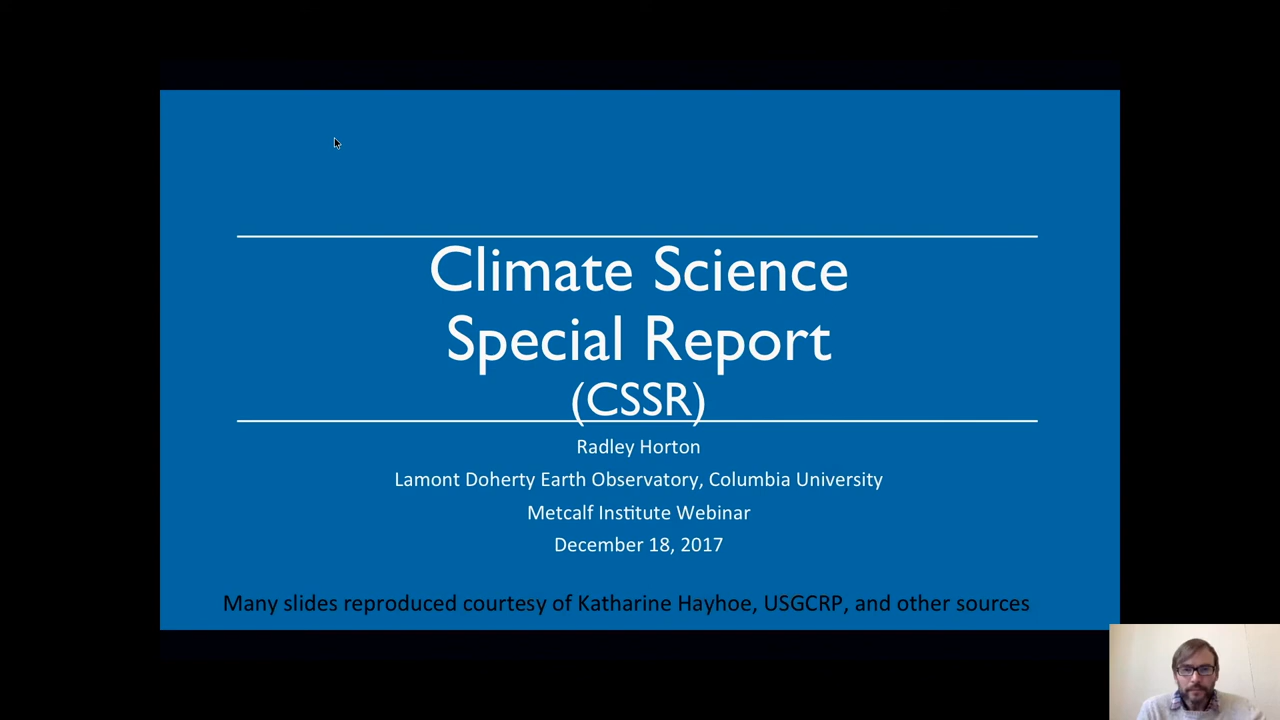 Climate Science
Special Report
(CSSR)
Radley Horton
Lamont Doherty Earth Observatory, Columbia University
Metcalf Institute Webinar
December 18, 2017
Many slides reproduced courtesy of Katharine Hayhoe, USGCRP, and other sources